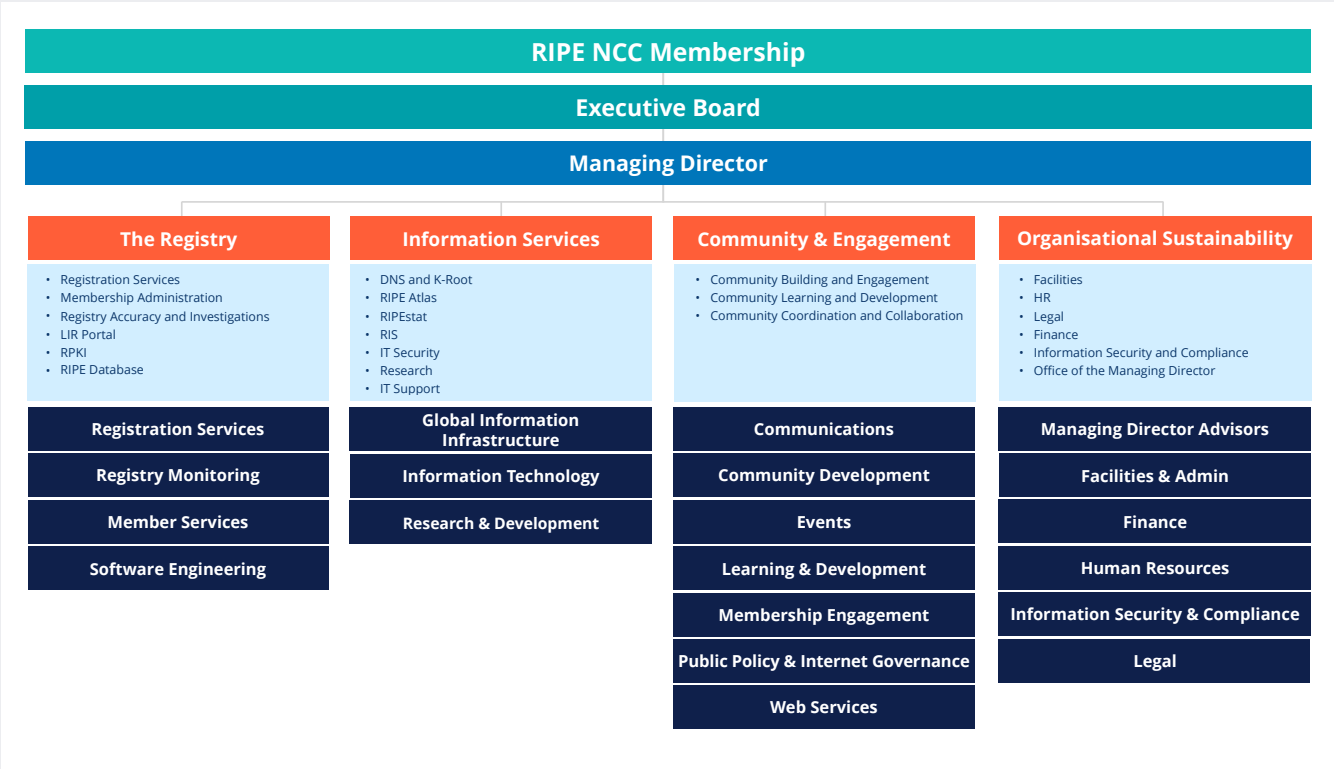 RIPE NCC Membership
Executive Board
Managing Director
The Registry
• Registration Services
• Membership Administration
• Registry Accuracy and Investigations
• LIR Portal
• RPKI
• RIPE Database
Registration Services
Registry Monitoring
Member Services
Software Engineering
Information Services
• DNS and K-Root
• RIPE Atlas
• RIPEstat
• RIS
• IT Security
• Research
• IT Support
Global Information
Infrastructure
Information Technology
Research & Development
Community & Engagement
• Community Building and Engagement
• Community Learning and Development
• Community Coordination and Collaboration
Communications
Community Development
Events
Learning & Development
Membership Engagement
Public Policy & Internet Governance
Web Services
Organisational Sustainability
• Facilities
• HR
• Legal
• Finance
• Information Security and Compliance
• Office of the Managing Director
Managing Director Advisors
Facilities & Admin
Finance
Human Resources
Information Security & Compliance
Legal